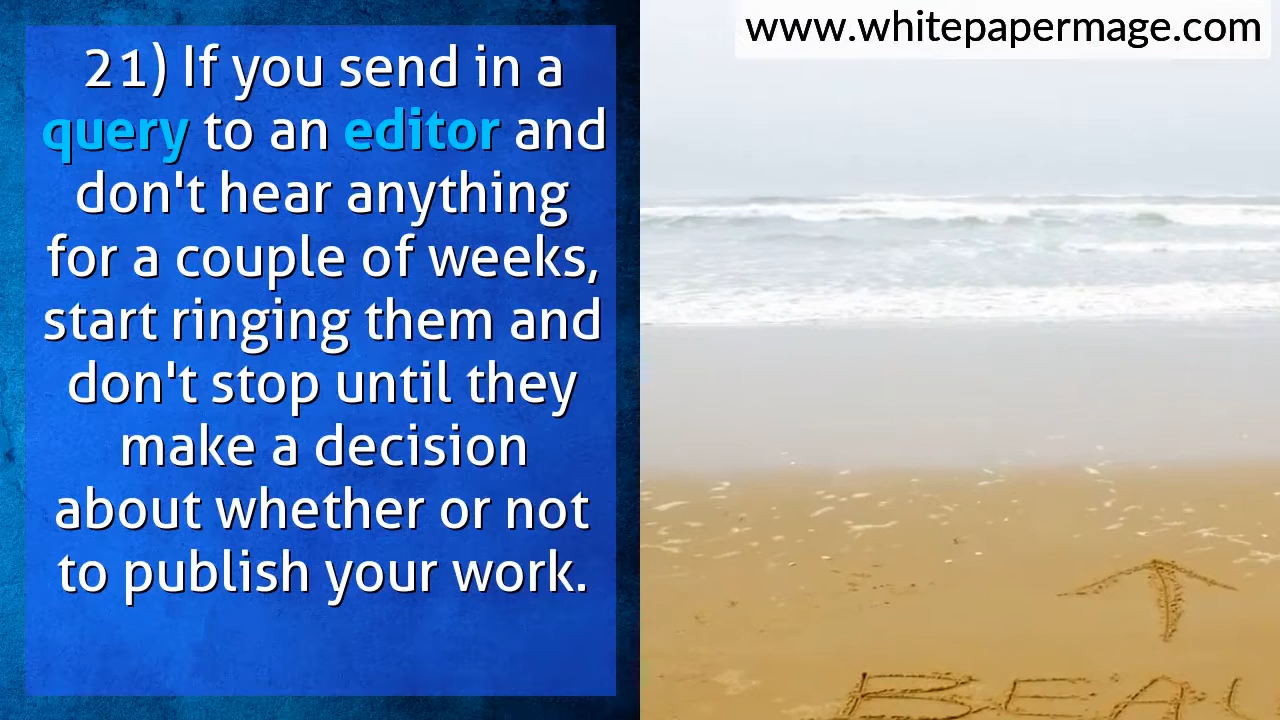 21) If you send in a
query to an editor and
don't hear anything
for a couple of weeks,
start ringing them and
don't stop until they
make a decision
about whether or not
to publish your work.
www.whitepapermage.com